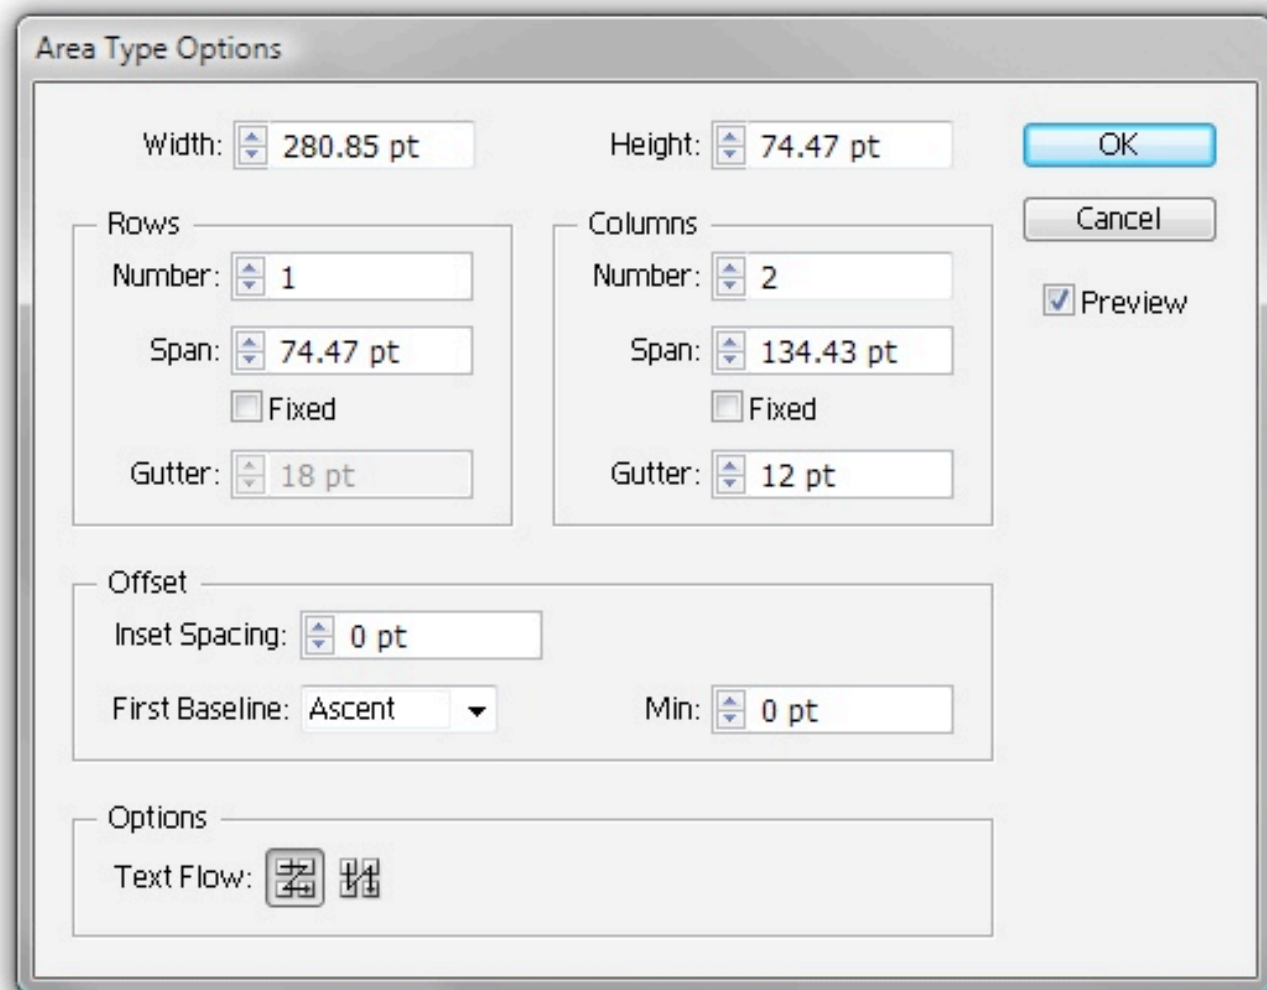 Area Type Options
Width: 280.85 pt
Height: 74.47 pt
OK
Cancel
Preview
Rows
Number: 1
Span: 74.47 pt
Fixed
Gutter: 18 pt
Columns
Number: 2
Span: 134.43 pt
Fixed
Gutter: 12 pt
Offset
Inset Spacing: 0 pt
First Baseline: Ascent
Min: 0 pt
Options
Text Flow: